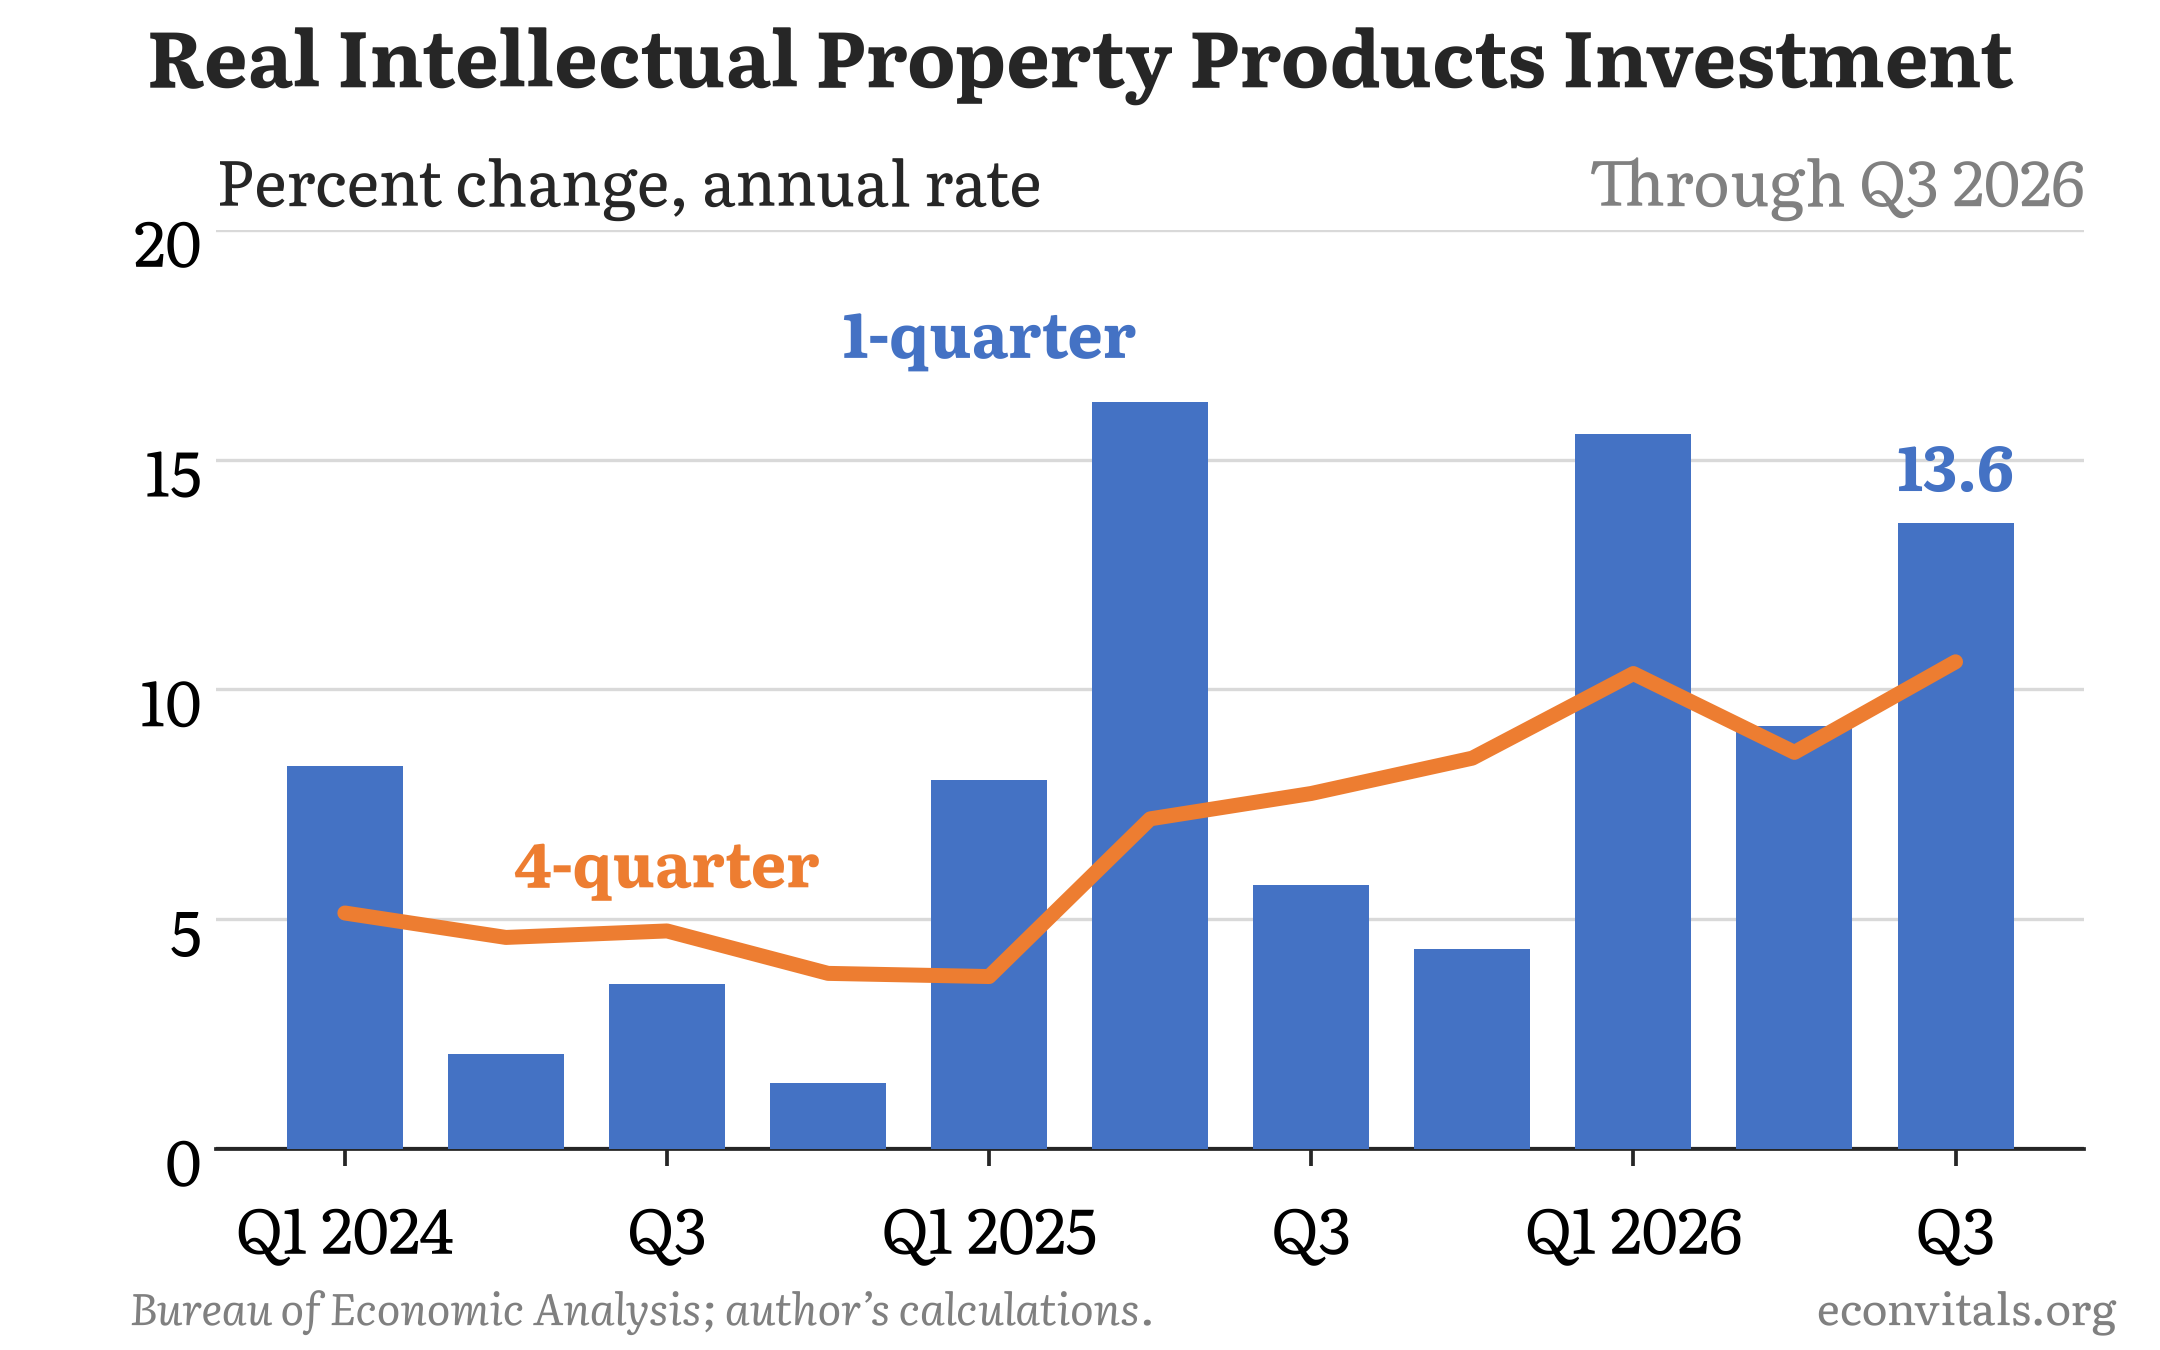 Real Intellectual Property Products Investment
Percent change, annual rate
Through Q3 2026
20
1-quarter
15
13.6
10
4-quarter
5
0
Q1 2024
Q3
Q1 2025
Q3
Q1 2026
Q3
Bureau of Economic Analysis; author’s calculations.
econvitals.org